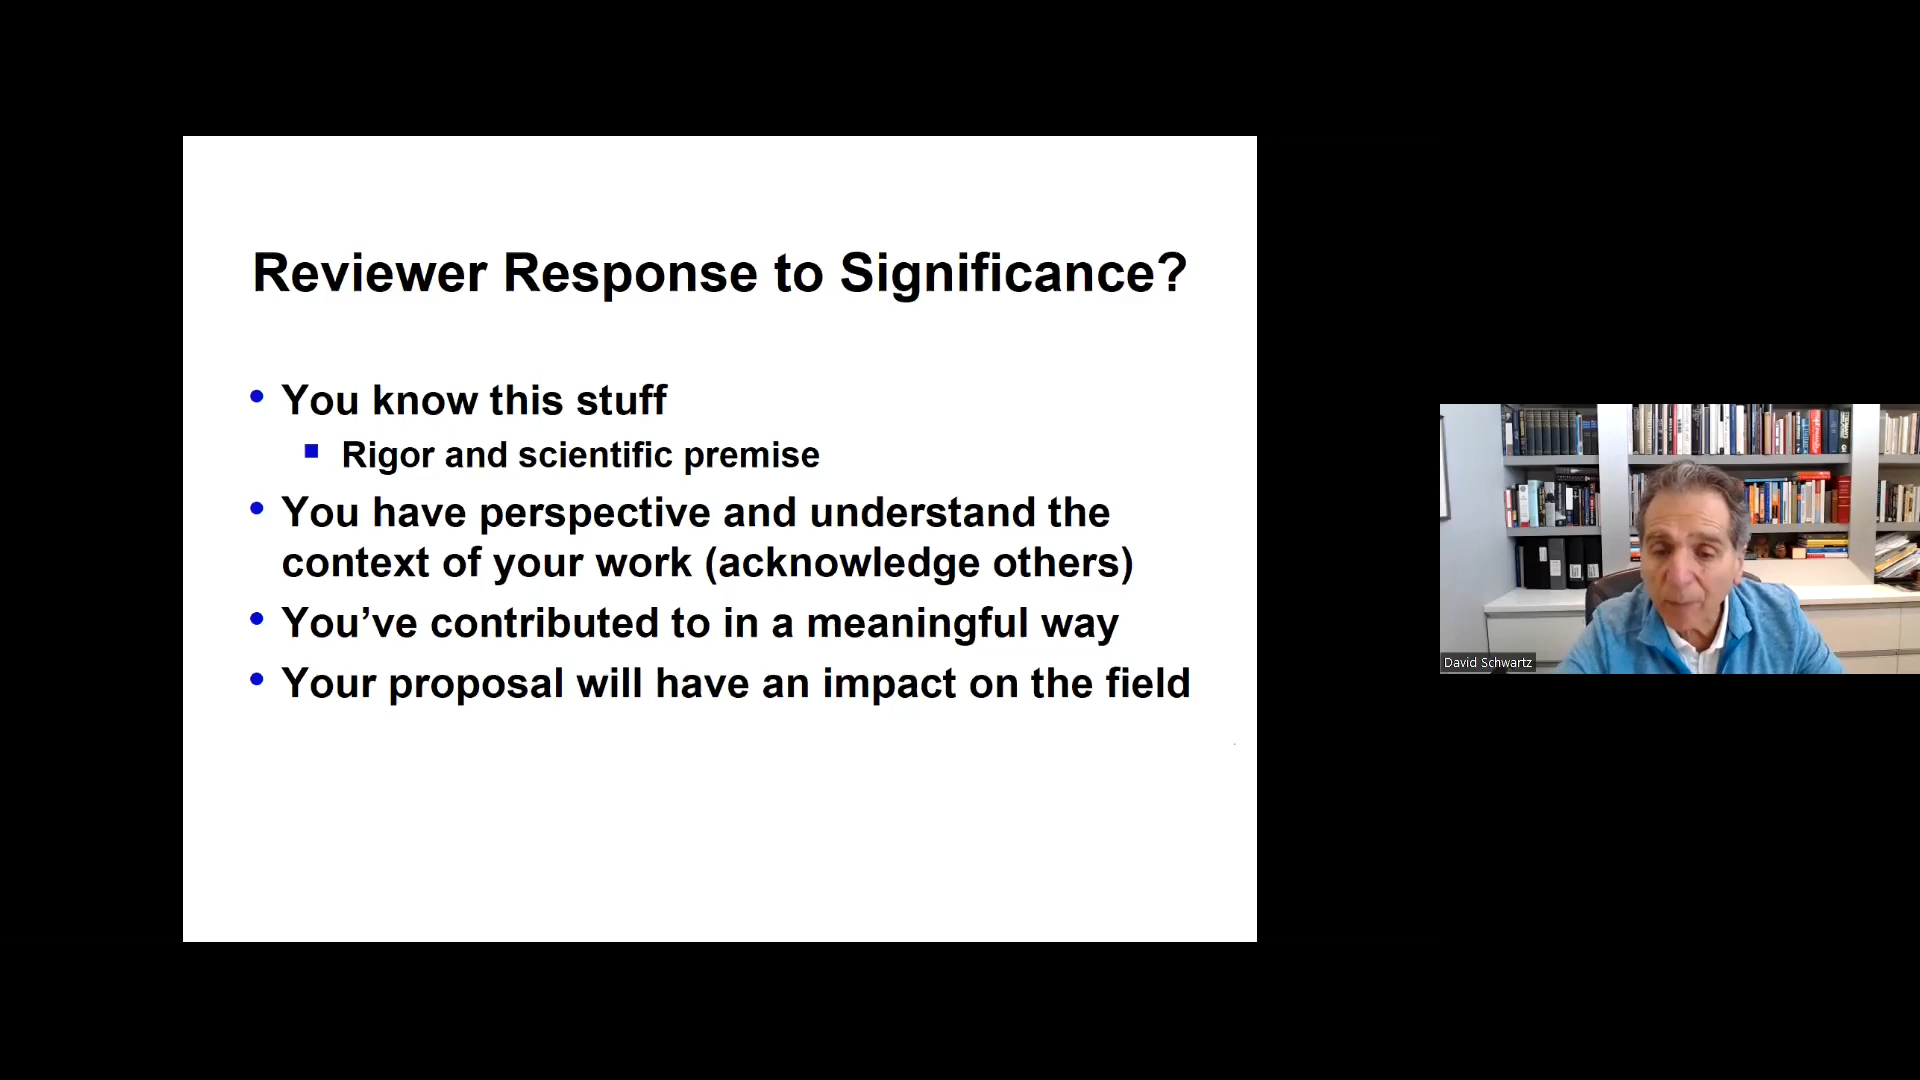 Reviewer Response to Significance?
• You know this stuff
▪ Rigor and scientific premise
• You have perspective and understand the
context of your work (acknowledge others)
• You’ve contributed to in a meaningful way
• Your proposal will have an impact on the field
David Schwartz